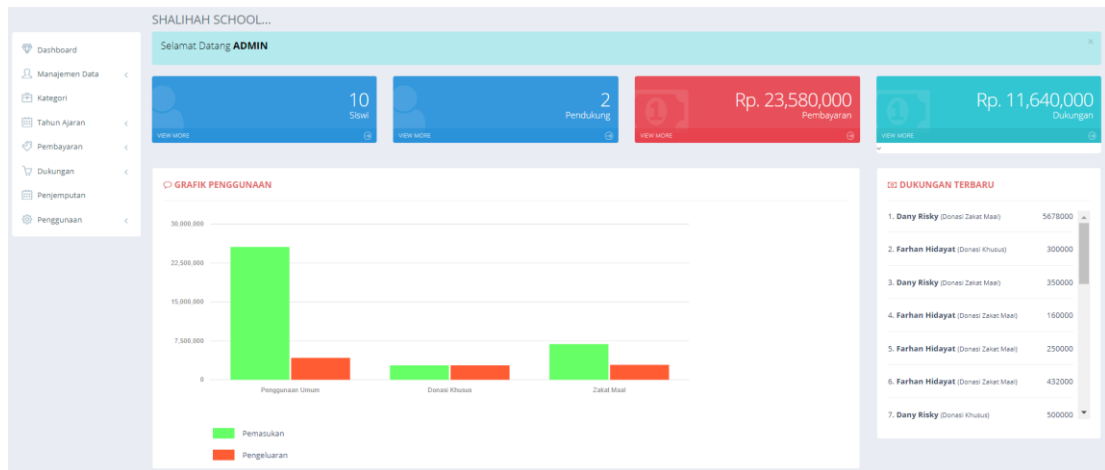 SHALIHAH SCHOOL...
Dashboard
Manajemen Data
Kategori
Tahun Ajaran
Pembayaran
Dukungan
Penjemputan
Penggunaan
Selamat Datang ADMIN
10
Siswi
VIEW MORE
2
Pendukung
VIEW MORE
Rp. 23,580,000
Pembayaran
VIEW MORE
Rp. 11,640,000
Dukungan
VIEW MORE
GRAFIK PENGGUNAAN
30,000,000
22,500,000
15,000,000
7,500,000
0
Penggunaan Umum
Donasi Khusus
Zakat Maal
Pemasukan
Pengeluaran
DUKUNGAN TERBARU
1. Dany Risky (Donasi Zakat Maal) 5678000
2. Farhan Hidayat (Donasi Khusus) 300000
3. Dany Risky (Donasi Zakat Maal) 350000
4. Farhan Hidayat (Donasi Zakat Maal) 160000
5. Farhan Hidayat (Donasi Zakat Maal) 250000
6. Farhan Hidayat (Donasi Zakat Maal) 432000
7. Dany Risky (Donasi Khusus) 500000